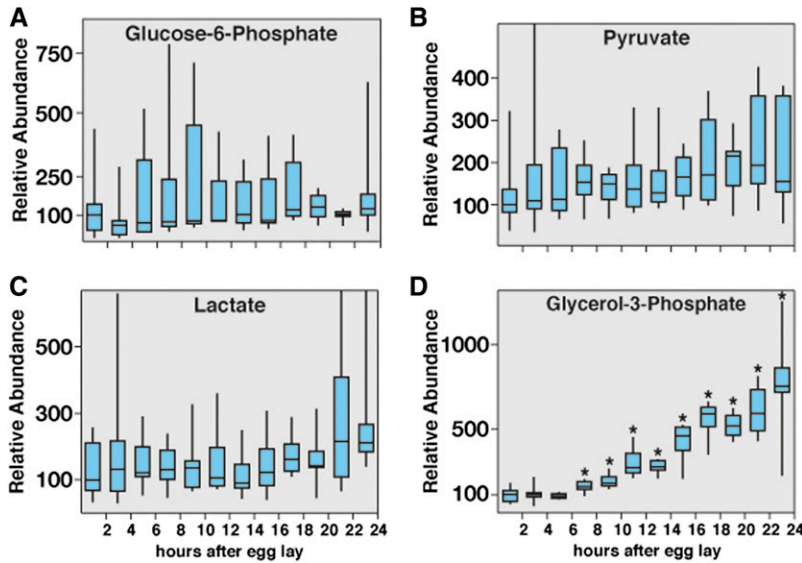 A
Glucose-6-Phosphate
Relative Abundance
750
500
250
100
B
Pyruvate
Relative Abundance
400
300
200
100
C
Lactate
Relative Abundance
500
300
100
2 4 6 8 10 12 14 16 18 20 22 24
hours after egg lay
D
Glycerol-3-Phosphate
Relative Abundance
1000
500
100
* * * * * * * * *
2 4 6 8 10 12 14 16 18 20 22 24
hours after egg lay